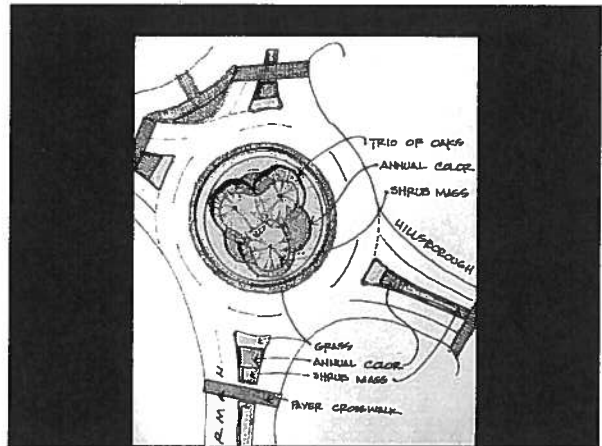 TRIO OF OAKS
ANNUAL COLOR
SHRUB MASS
HILLSBOROUGH
GRASS
ANNUAL COLOR
SHRUB MASS
PAVER CROSSWALK
R M A N